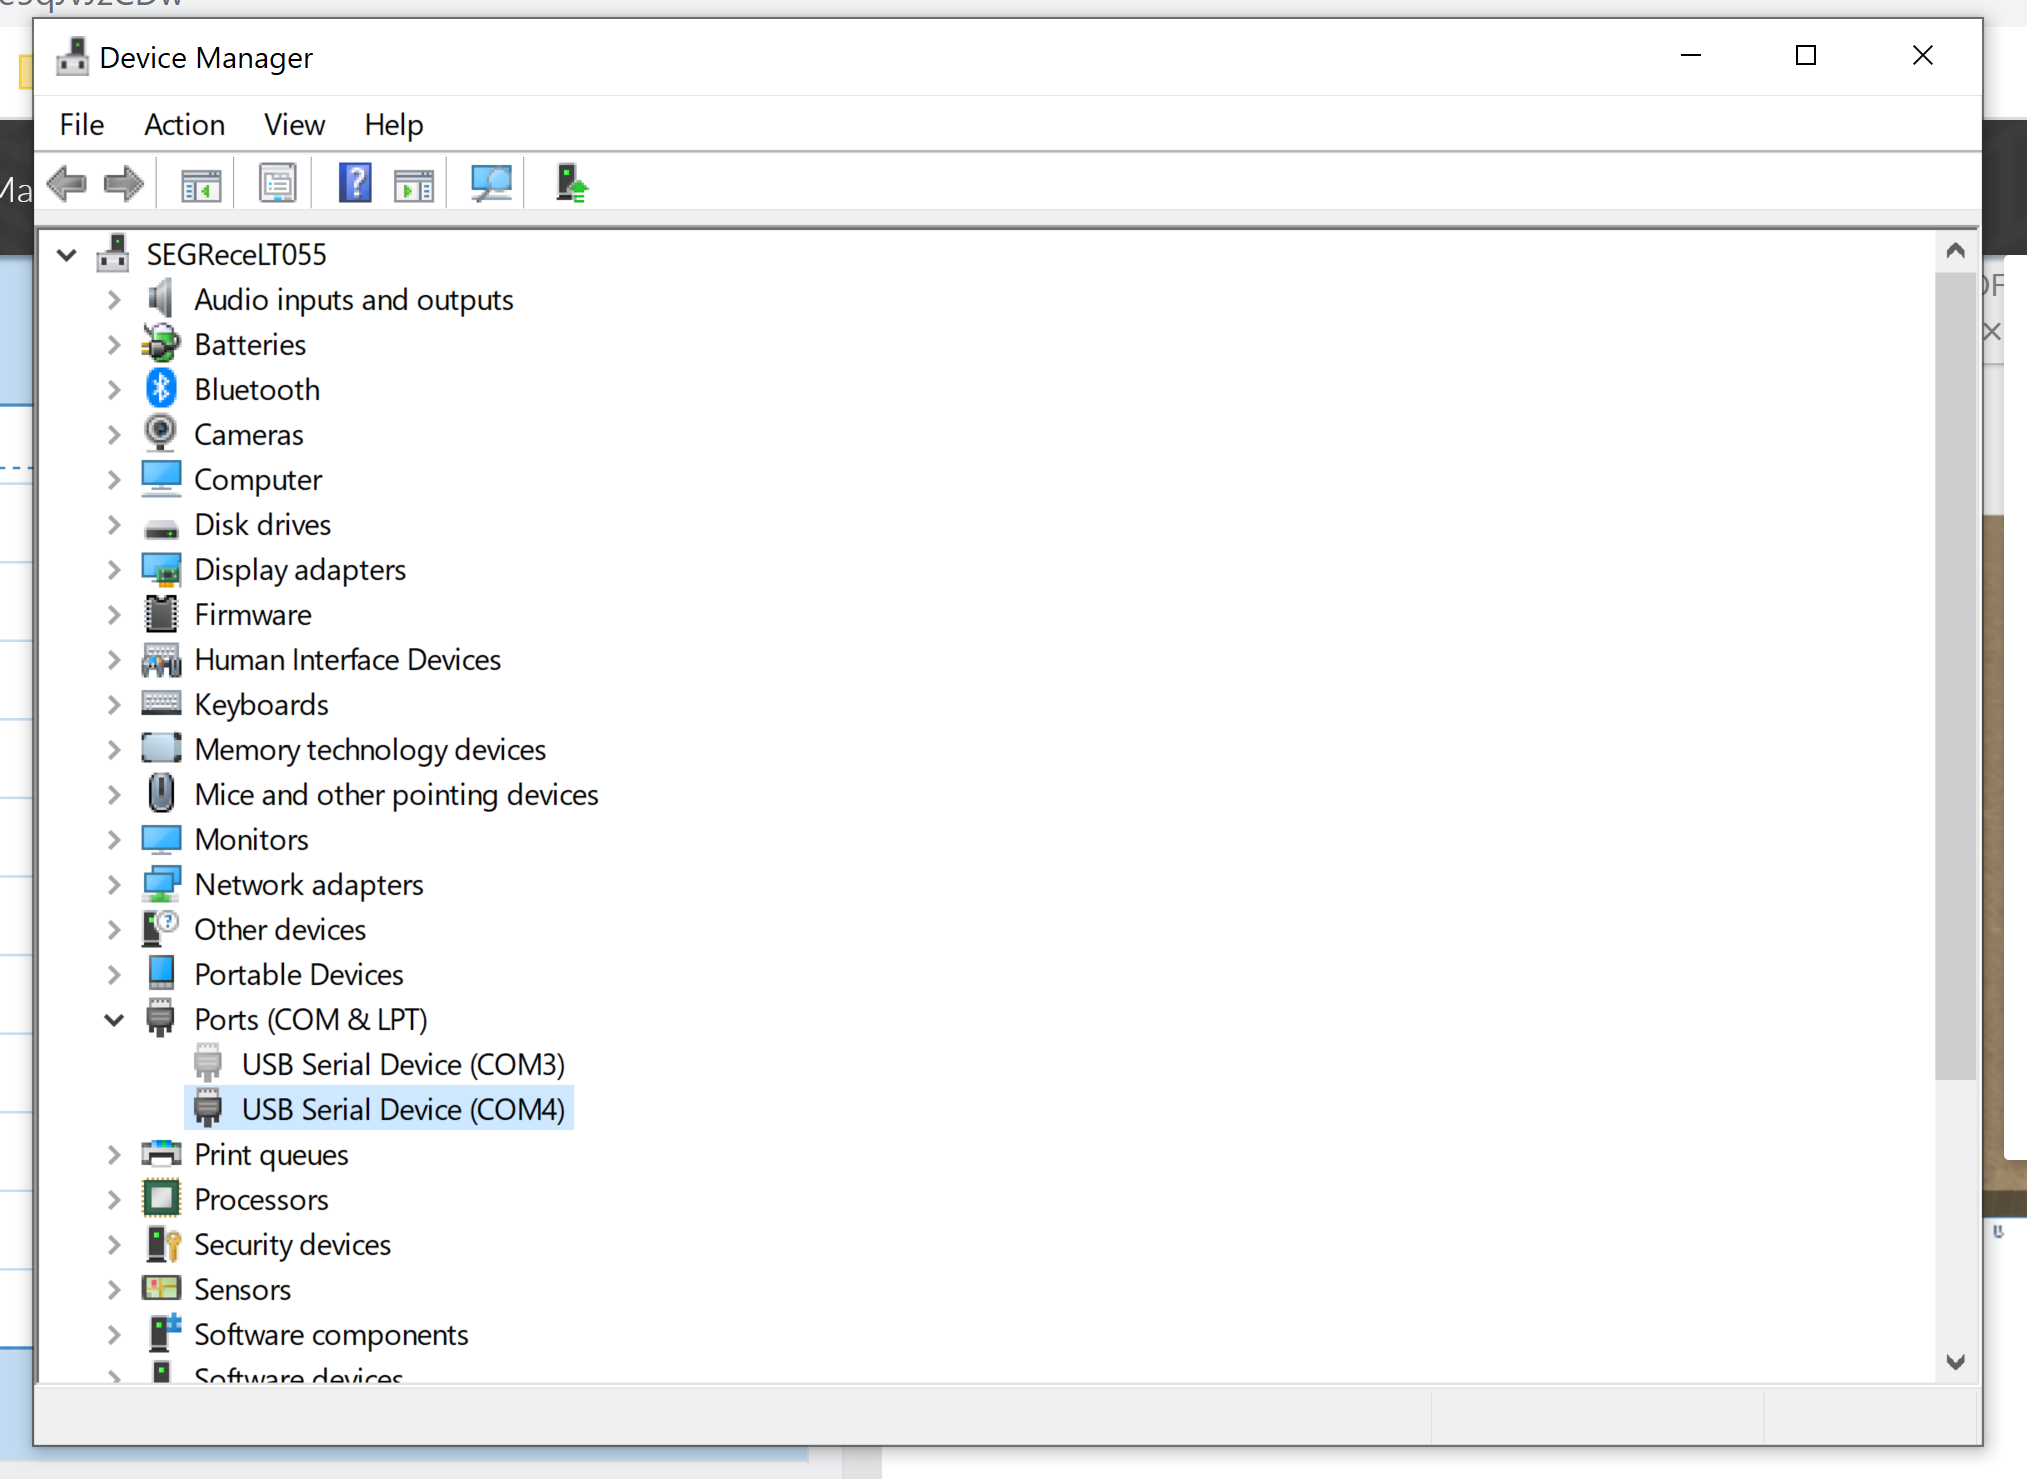 Device Manager
File Action View Help
Ma
SEGReceLT055
Audio inputs and outputs
Batteries
Bluetooth
Cameras
Computer
Disk drives
Display adapters
Firmware
Human Interface Devices
Keyboards
Memory technology devices
Mice and other pointing devices
Monitors
Network adapters
Other devices
Portable Devices
Ports (COM & LPT)
USB Serial Device (COM3)
USB Serial Device (COM4)
Print queues
Processors
Security devices
Sensors
Software components
Software devices